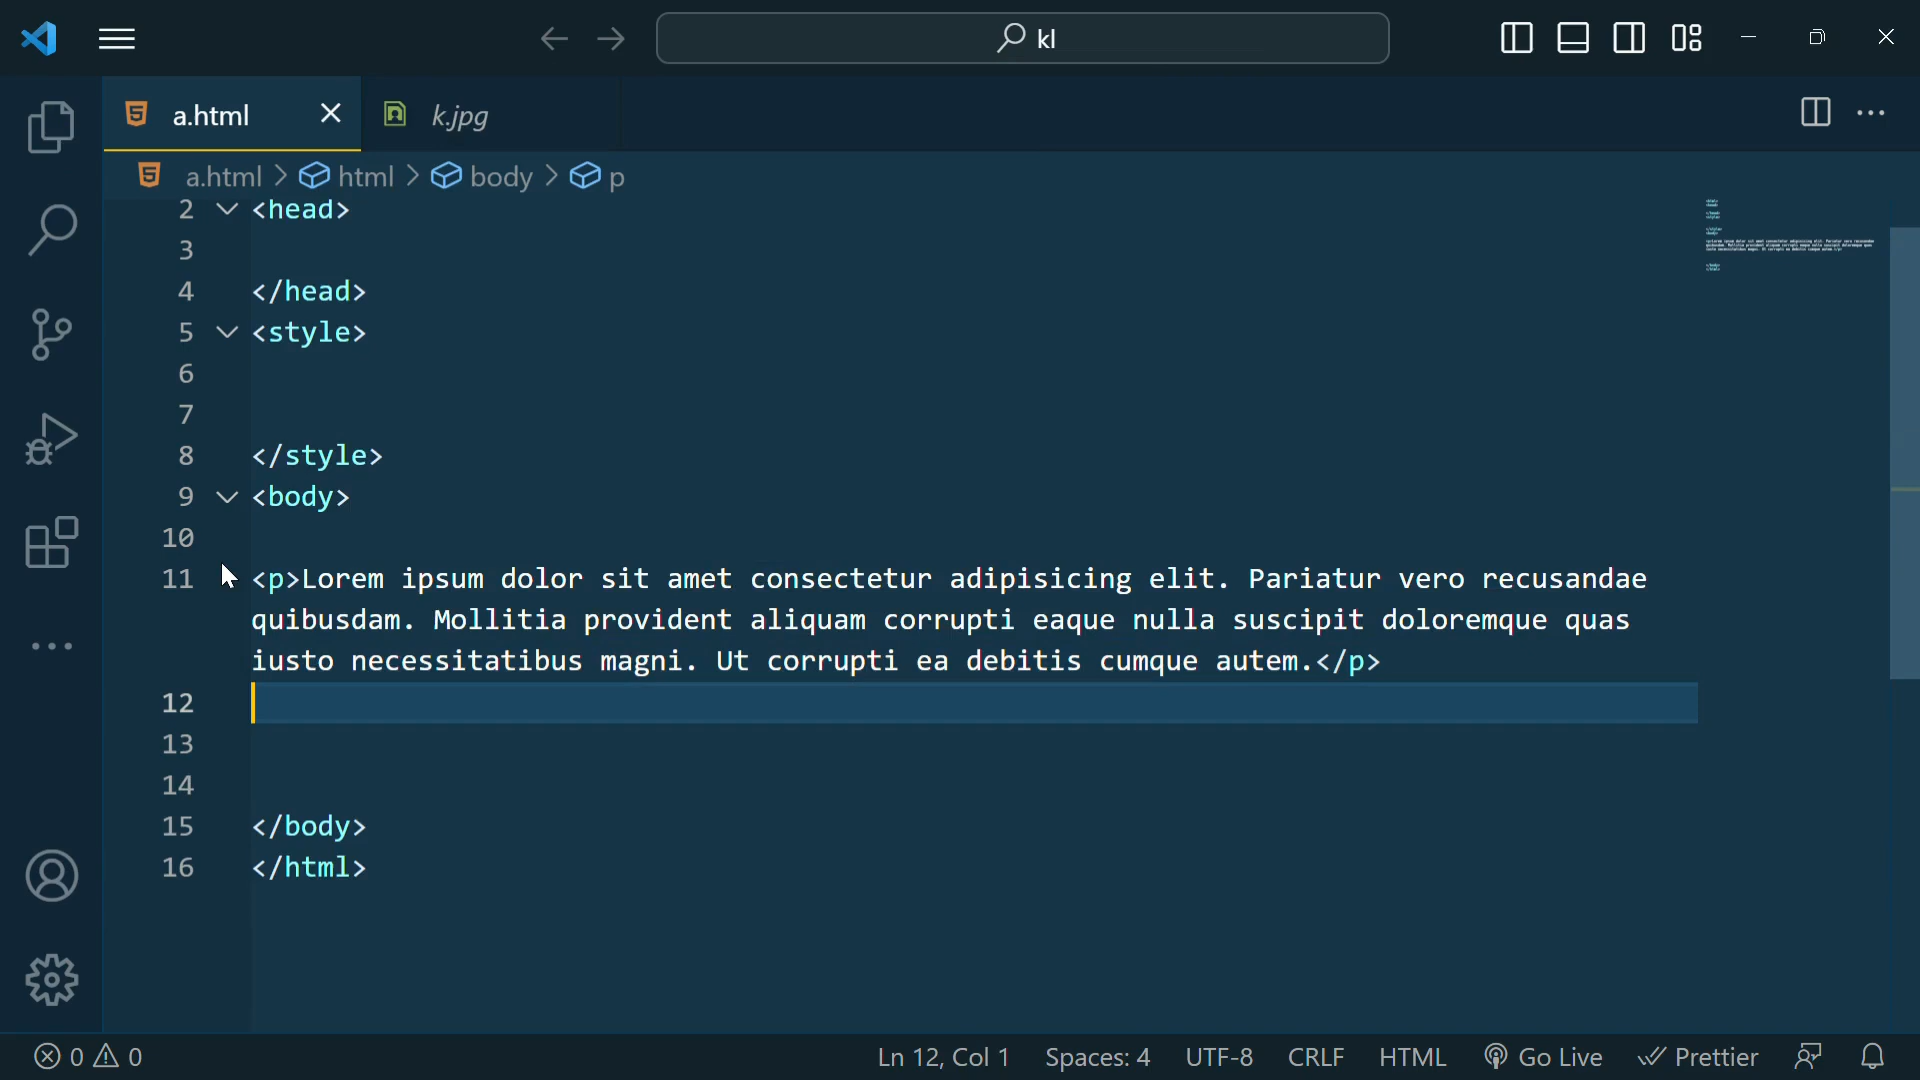 kl
a.html
k.jpg
a.html > html > body > p
2 <head>
3
4 </head>
5 <style>
6
7
8 </style>
9 <body>
10
11 <p>Lorem ipsum dolor sit amet consectetur adipisicing elit. Pariatur vero recusandae
quibusdam. Mollitia provident aliquam corrupti eaque nulla suscipit doloremque quas
iusto necessitatibus magni. Ut corrupti ea debitis cumque autem.</p>
12
13
14
15 </body>
16 </html>
0 0 Ln 12, Col 1 Spaces: 4 UTF-8 CRLF HTML Go Live Prettier